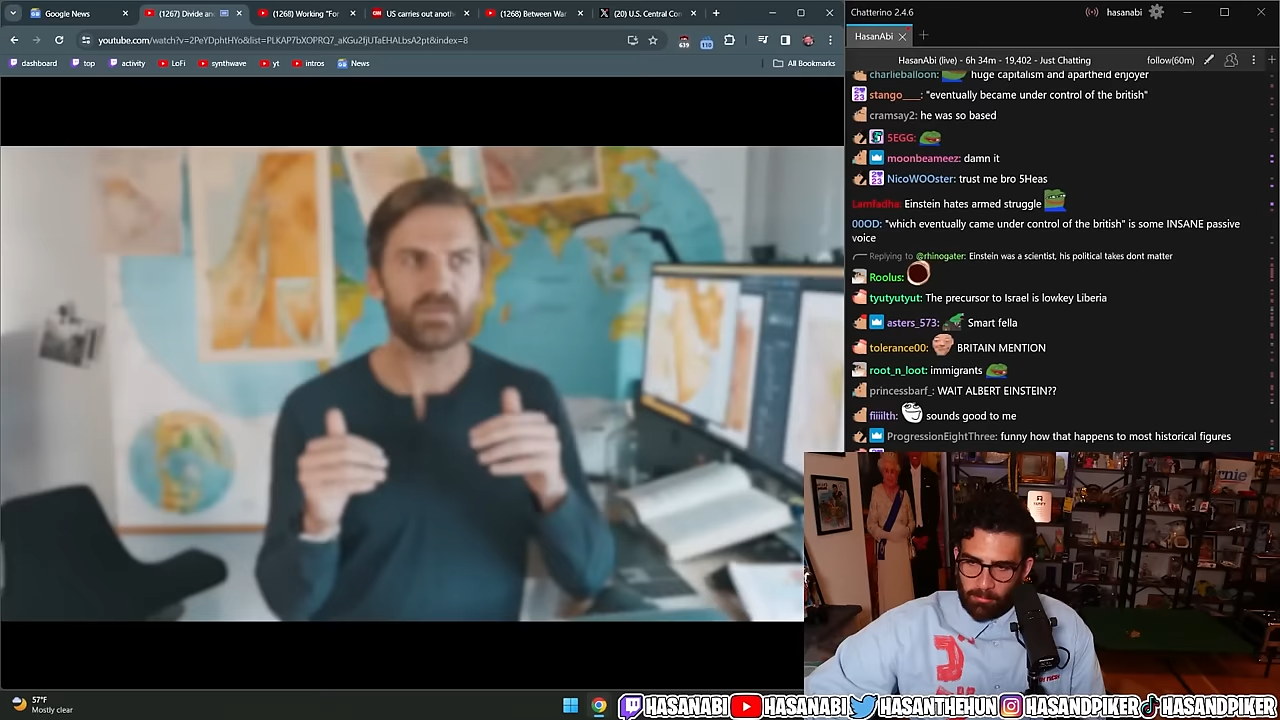 Google News
(1267) Divide and
(1268) Working "For
US carries out anoth
(1268) Between War
(20) U.S. Central Con
youtube.com/watch?v=2PeYDphtHYo&list=PLKAP7bXOPRQ7_aKGu2fjUTaEHALbsA2pt&index=8
639
110
dashboard
top
activity
LoFi
synthwave
yt
intros
News
All Bookmarks
Chatterino 2.4.6
hasanabi
HasanAbi
HasanAbi (live) - 6h 34m - 19,402 - Just Chatting
follow(60m)
charlieballoon: huge capitalism and apartheid enjoyer
stango____: "eventually became under control of the british"
cramsay2: he was so based
5EGG:
moonbeameez: damn it
NicoWOOster: trust me bro 5Heas
Lamfadha: Einstein hates armed struggle
00OD: "which eventually came under control of the british" is some INSANE passive
voice
Replying to @rhinogater: Einstein was a scientist, his political takes dont matter
Roolus:
tyutyutyut: The precursor to Israel is lowkey Liberia
asters_573: Smart fella
tolerance00: BRITAIN MENTION
root_n_loot: immigrants
princessbarf_: WAIT ALBERT EINSTEIN??
fiiiilth: sounds good to me
ProgressionEightThree: funny how that happens to most historical figures
57°F
Mostly clear
HASANABI
HASANABI
HASANTHEHUN
HASANDPIKER
HASANDPIKER